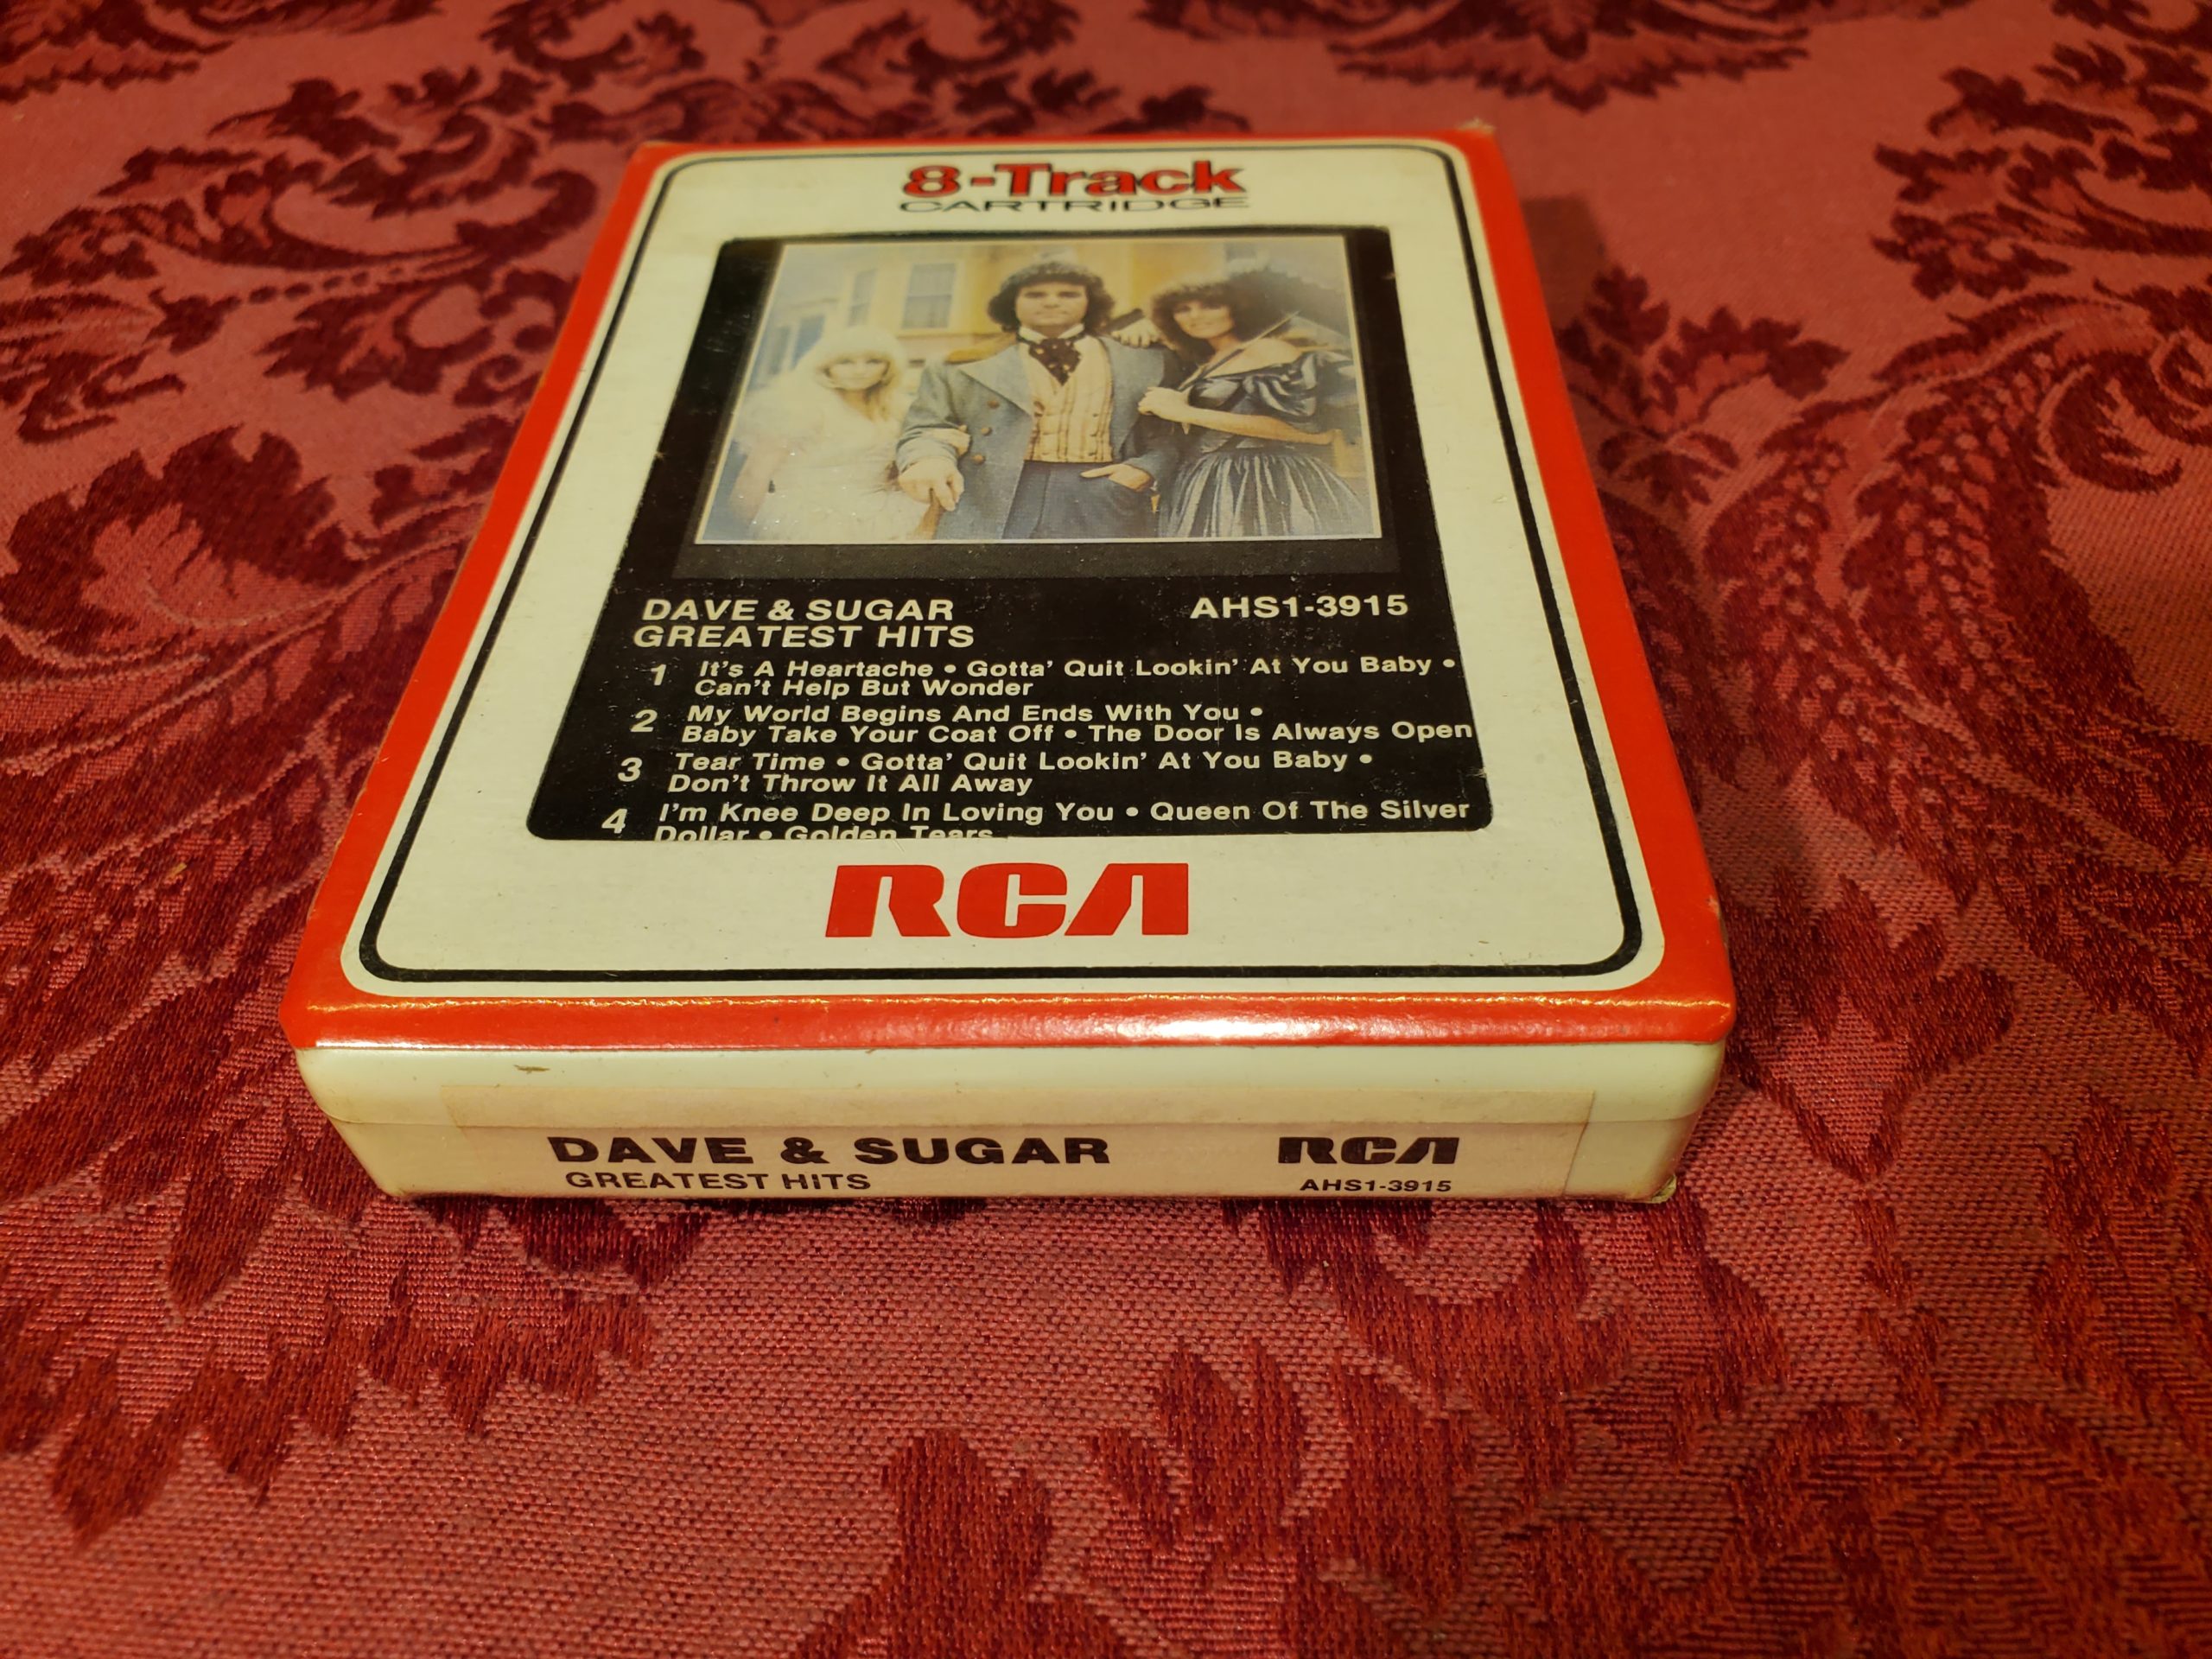 8-Track
CARTRIDGE
DAVE & SUGAR AHS1-3915
GREATEST HITS
1 It's A Heartache • Gotta' Quit Lookin' At You Baby •
Can't Help But Wonder
2 My World Begins And Ends With You •
Baby Take Your Coat Off • The Door Is Always Open
3 Tear Time • Gotta' Quit Lookin' At You Baby •
Don't Throw It All Away
4 I'm Knee Deep In Loving You • Queen Of The Silver
Dollar • Golden Tears
RCA
DAVE & SUGAR RCA
GREATEST HITS AHS1-3915